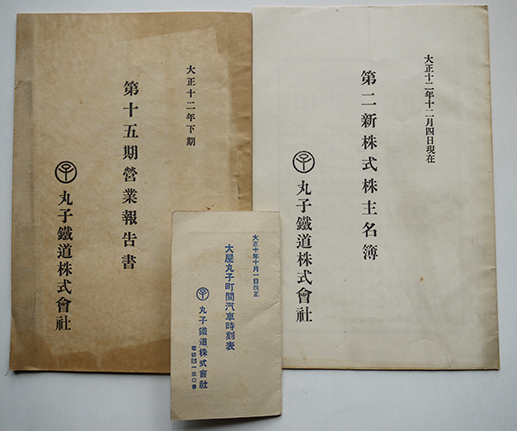 大正十二年十二月四日現在
第二新株式株主名簿
丸子鐵道株式會社
大正十二年下期
第十五期營業報告書
丸子鐵道株式會社
大正十年十月一日改正
大屋丸子町間汽車時刻表
丸子鐵道株式會社